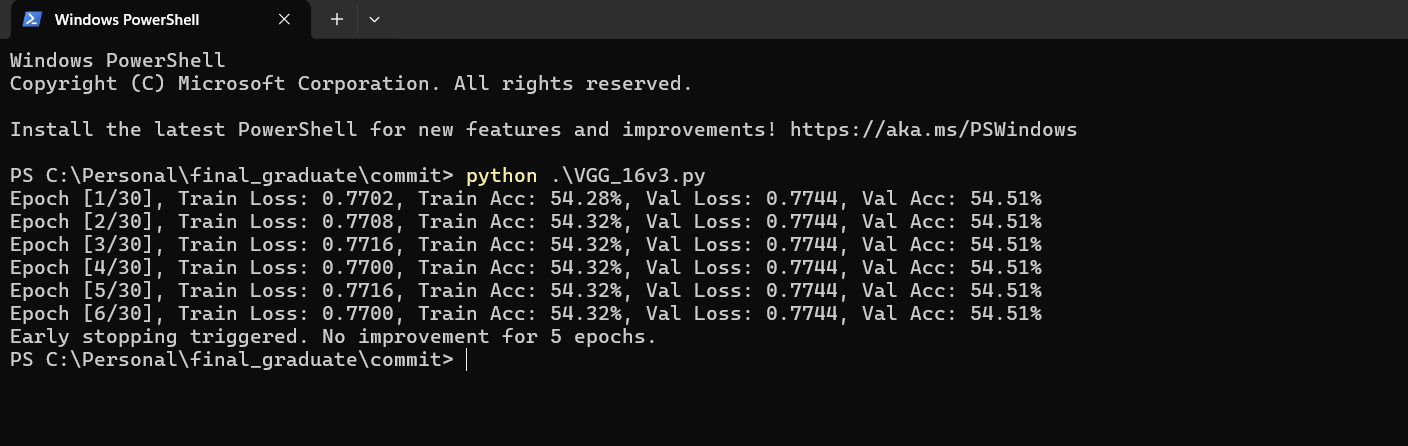 Windows PowerShell
Windows PowerShell
Copyright (C) Microsoft Corporation. All rights reserved.
Install the latest PowerShell for new features and improvements! https://aka.ms/PSWindows
PS C:\Personal\final_graduate\commit> python .\VGG_16v3.py
Epoch [1/30], Train Loss: 0.7702, Train Acc: 54.28%, Val Loss: 0.7744, Val Acc: 54.51%
Epoch [2/30], Train Loss: 0.7708, Train Acc: 54.32%, Val Loss: 0.7744, Val Acc: 54.51%
Epoch [3/30], Train Loss: 0.7716, Train Acc: 54.32%, Val Loss: 0.7744, Val Acc: 54.51%
Epoch [4/30], Train Loss: 0.7700, Train Acc: 54.32%, Val Loss: 0.7744, Val Acc: 54.51%
Epoch [5/30], Train Loss: 0.7716, Train Acc: 54.32%, Val Loss: 0.7744, Val Acc: 54.51%
Epoch [6/30], Train Loss: 0.7700, Train Acc: 54.32%, Val Loss: 0.7744, Val Acc: 54.51%
Early stopping triggered. No improvement for 5 epochs.
PS C:\Personal\final_graduate\commit>